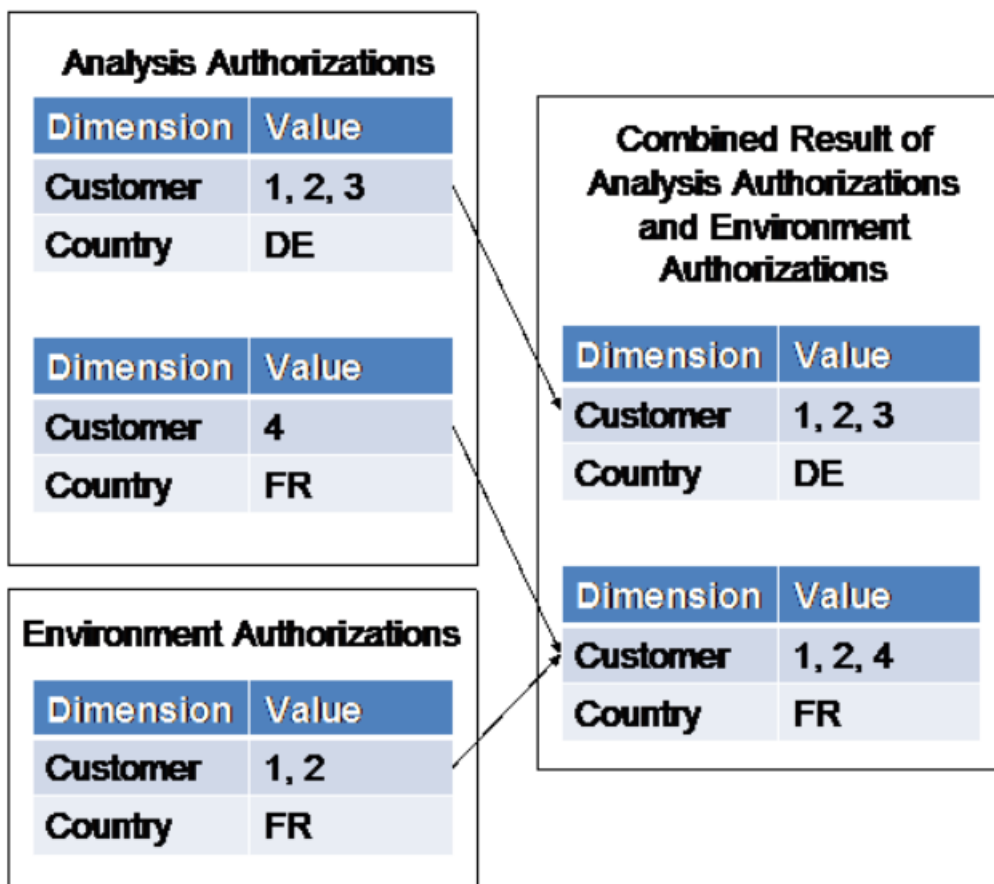 Analysis Authorizations
Dimension Value
Customer 1, 2, 3
Country DE
Dimension Value
Customer 4
Country FR
Environment Authorizations
Dimension Value
Customer 1, 2
Country FR
Combined Result of
Analysis Authorizations
and Environment
Authorizations
Dimension Value
Customer 1, 2, 3
Country DE
Dimension Value
Customer 1, 2, 4
Country FR